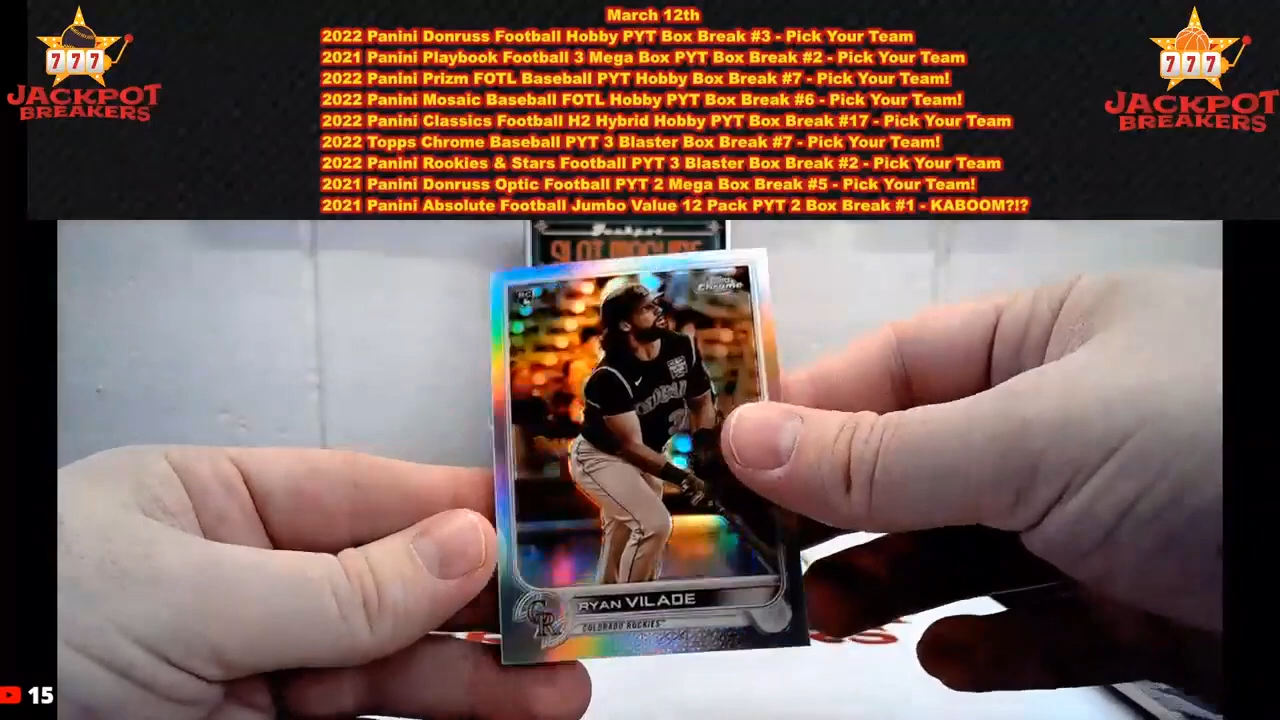 March 12th
2022 Panini Donruss Football Hobby PYT Box Break #3 - Pick Your Team
2021 Panini Playbook Football 3 Mega Box PYT Box Break #2 - Pick Your Team
2022 Panini Prizm FOTL Baseball PYT Hobby Box Break #7 - Pick Your Team!
2022 Panini Mosaic Baseball FOTL Hobby PYT Box Break #6 - Pick Your Team!
2022 Panini Classics Football H2 Hybrid Hobby PYT Box Break #17 - Pick Your Team
2022 Topps Chrome Baseball PYT 3 Blaster Box Break #7 - Pick Your Team!
2022 Panini Rookies & Stars Football PYT 3 Blaster Box Break #2 - Pick Your Team
2021 Panini Donruss Optic Football PYT 2 Mega Box Break #5 - Pick Your Team!
2021 Panini Absolute Football Jumbo Value 12 Pack PYT 2 Box Break #1 - KABOOM?!?
777
JACKPOT
BREAKERS
777
JACKPOT
BREAKERS
Jackpot
SLOT
RC
Chrome
CR
RYAN VILADE
COLORADO ROCKIES
15